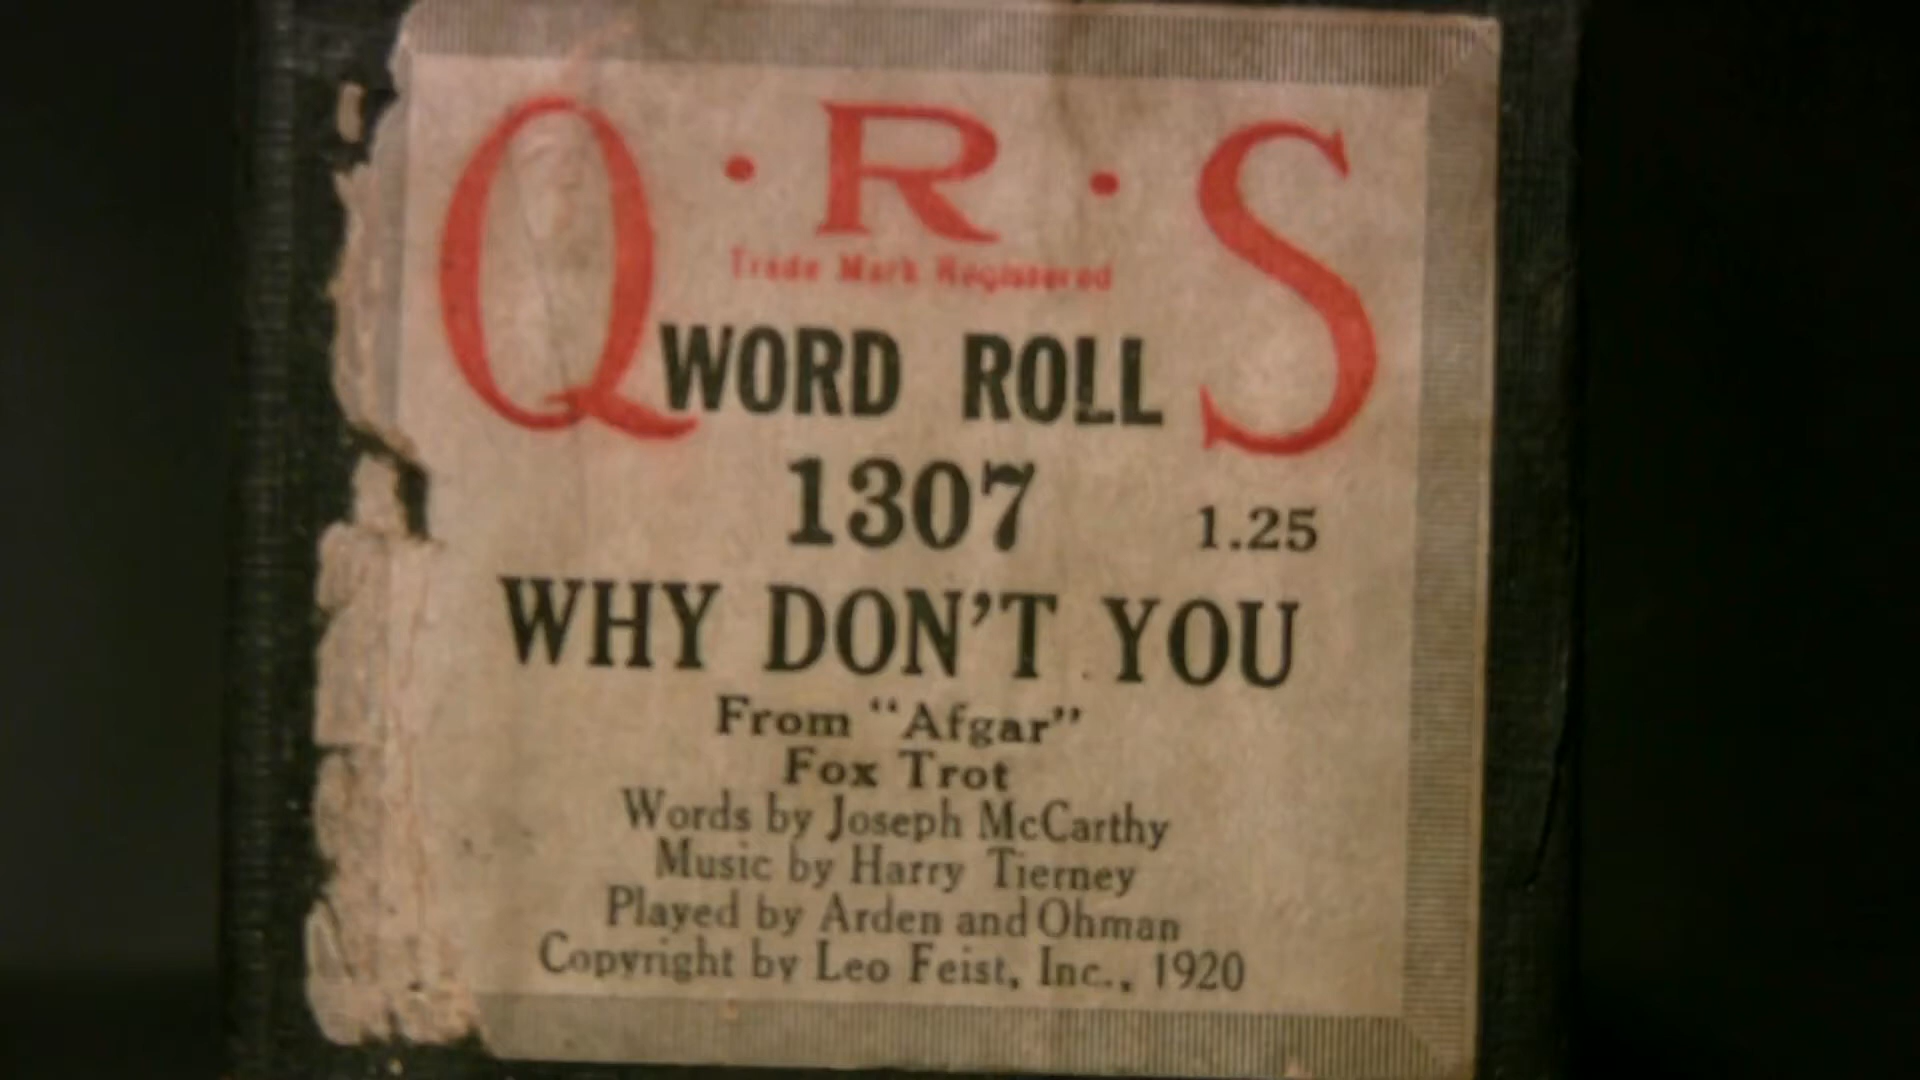 Q·R·S
Trade Mark Registered
WORD ROLL
1307 1.25
WHY DON'T YOU
From "Afgar"
Fox Trot
Words by Joseph McCarthy
Music by Harry Tierney
Played by Arden and Ohman
Copyright by Leo Feist, Inc., 1920